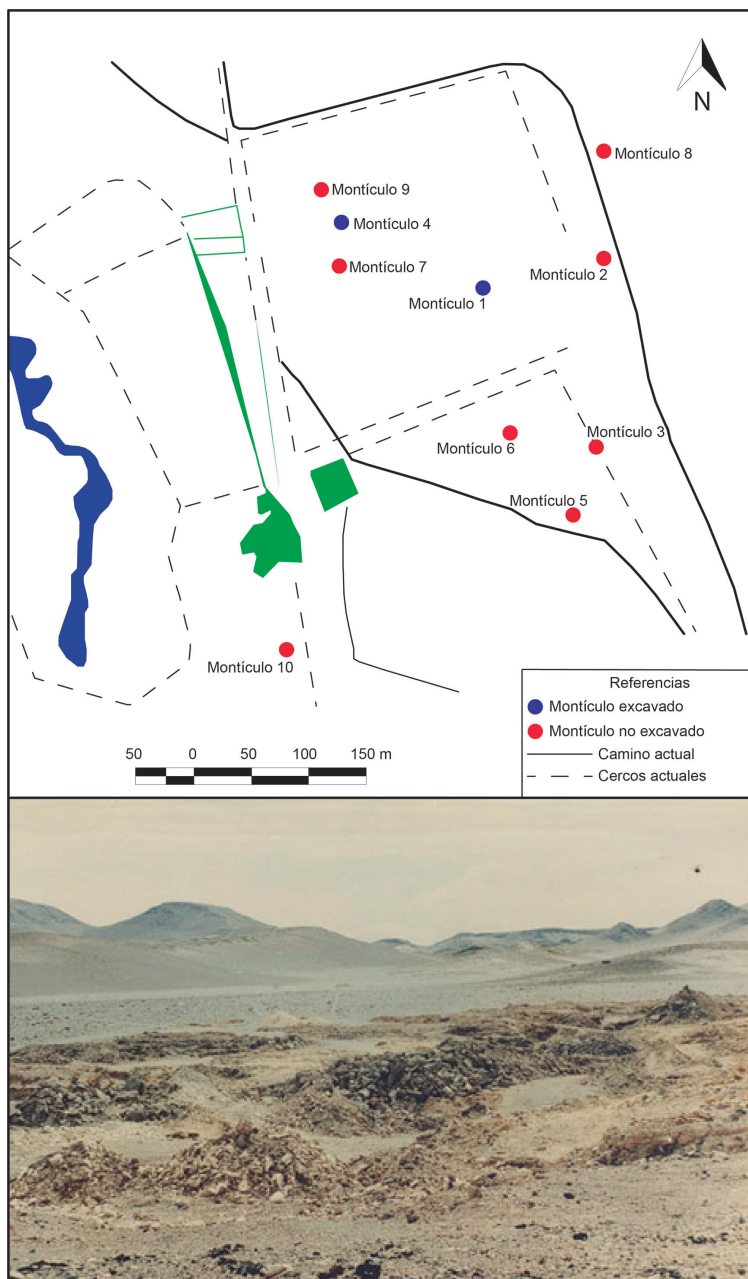 N
Montículo 8
Montículo 9
Montículo 4
Montículo 7
Montículo 2
Montículo 1
Montículo 6
Montículo 3
Montículo 5
Montículo 10
50 0 50 100 150 m
Referencias
Montículo excavado
Montículo no excavado
Camino actual
Cercos actuales